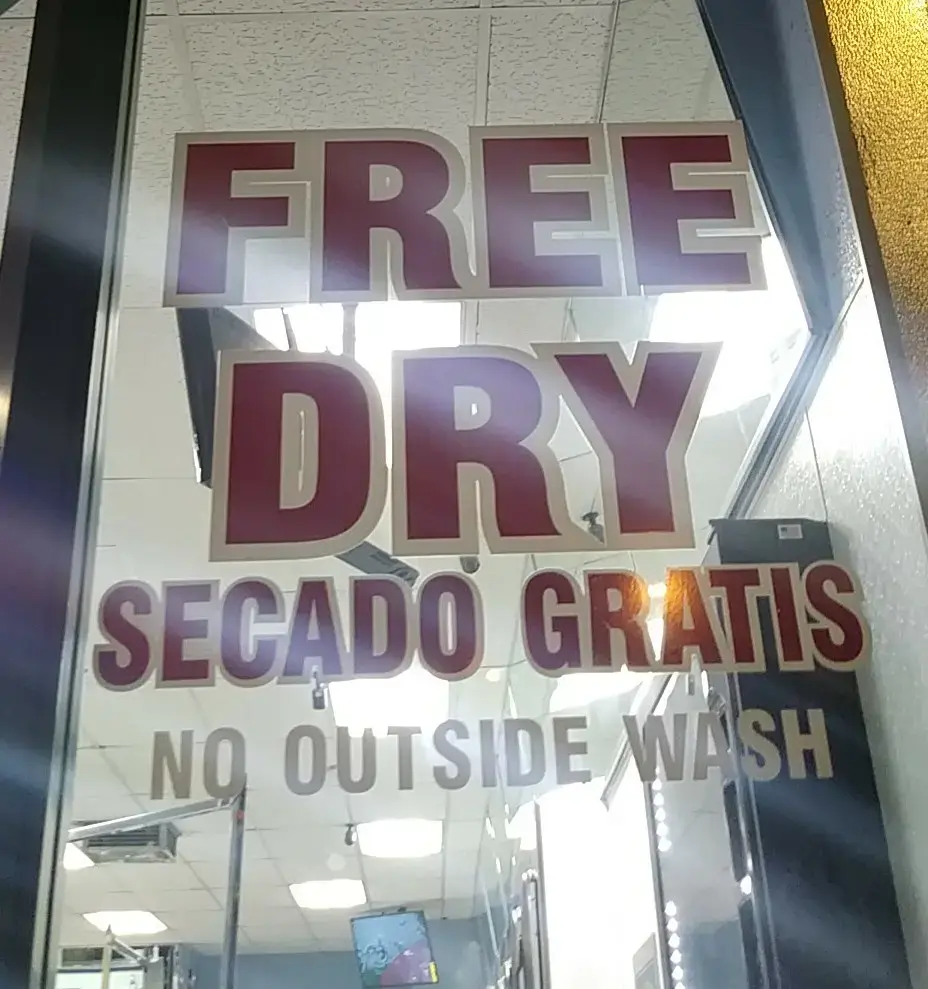 FREE
DRY
SECADO GRATIS
NO OUTSIDE WASH